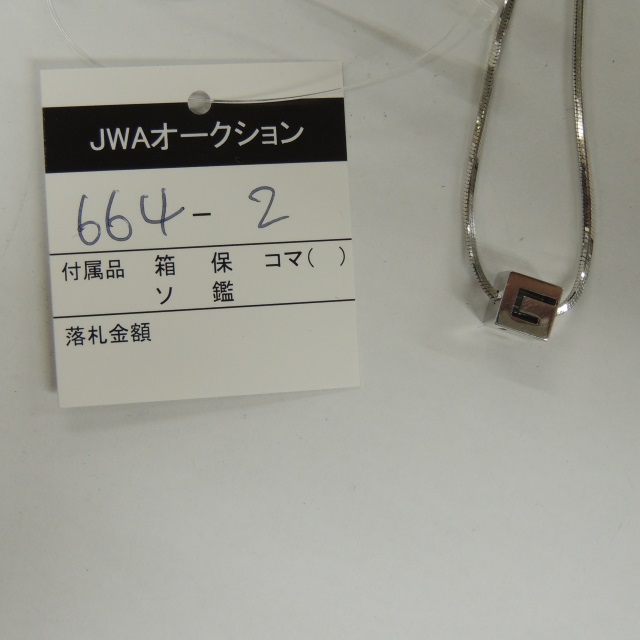 JWAオークション
664-2
付属品 箱 保 コマ( )
ソ 鑑
落札金額